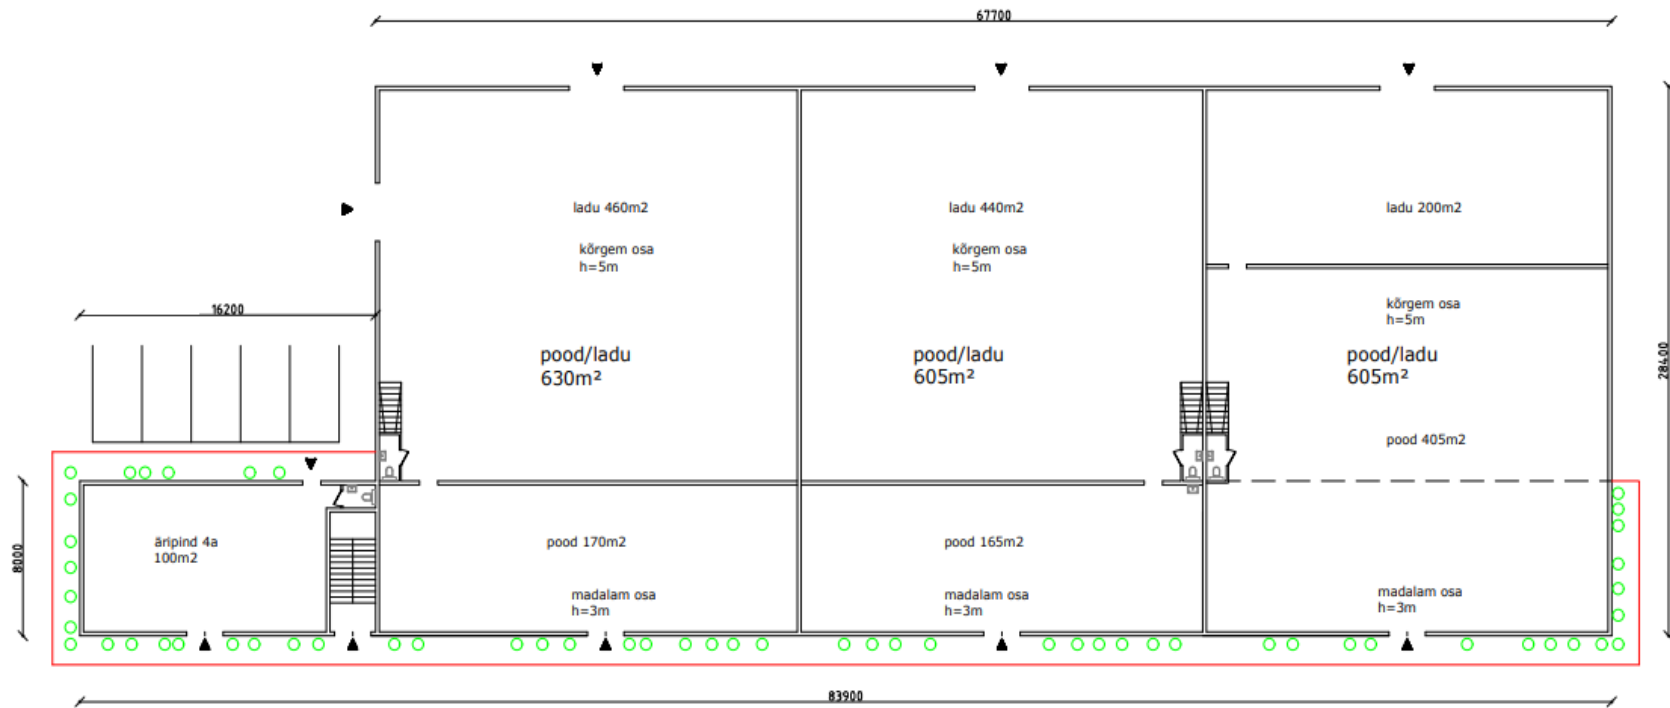 67700
ladu 460m2
ladu 440m2
ladu 200m2
kõrgem osa
h=5m
kõrgem osa
h=5m
kõrgem osa
h=5m
16200
pood/ladu
630m²
pood/ladu
605m²
pood/ladu
605m²
28400
pood 405m2
äripind 4a
100m2
pood 170m2
pood 165m2
8000
madalam osa
h=3m
madalam osa
h=3m
madalam osa
h=3m
83900